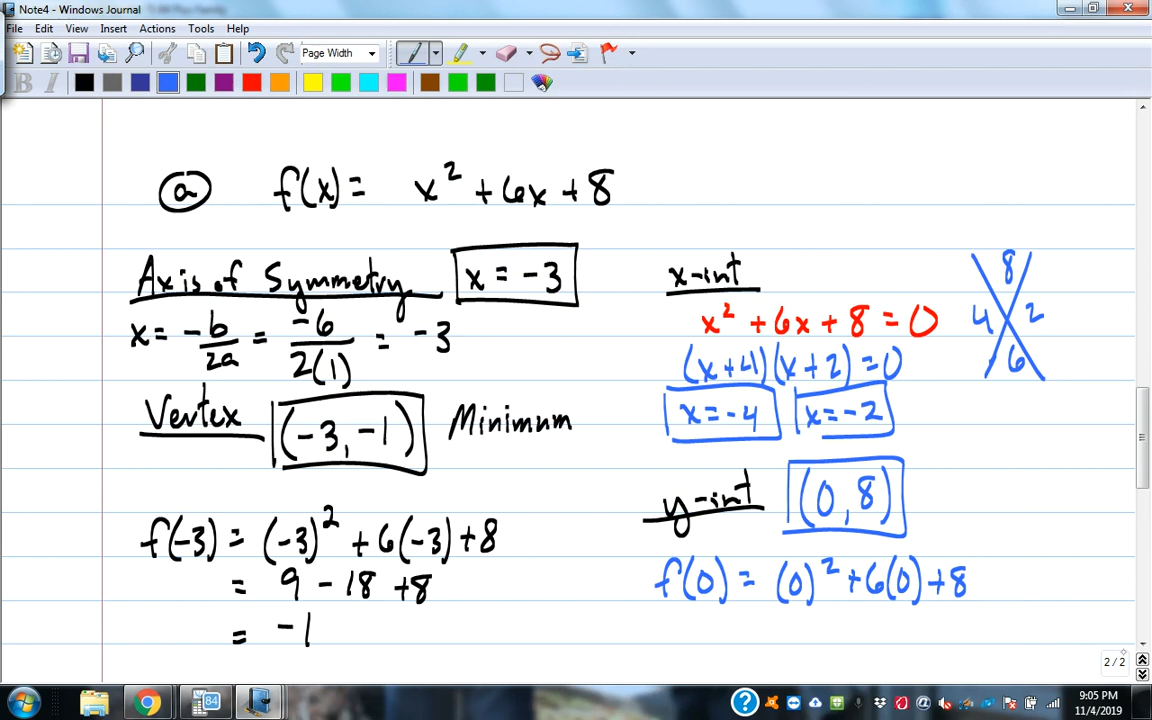 Note4 - Windows Journal
File Edit View Insert Actions Tools Help
Page Width
B I
ⓐ f(x) = x² + 6x + 8
Axis of Symmetry x = -3
x = -b/2a = -6/2(1) = -3
Vertex (-3, -1) Minimum
f(-3) = (-3)² + 6(-3) + 8
= 9 - 18 + 8
= -1
x-int
x² + 6x + 8 = 0
(x+4)(x+2) = 0
x = -4 x = -2
8
4 2
6
y-int (0, 8)
f(0) = (0)² + 6(0) + 8
2 / 2
84
9:05 PM
11/4/2019